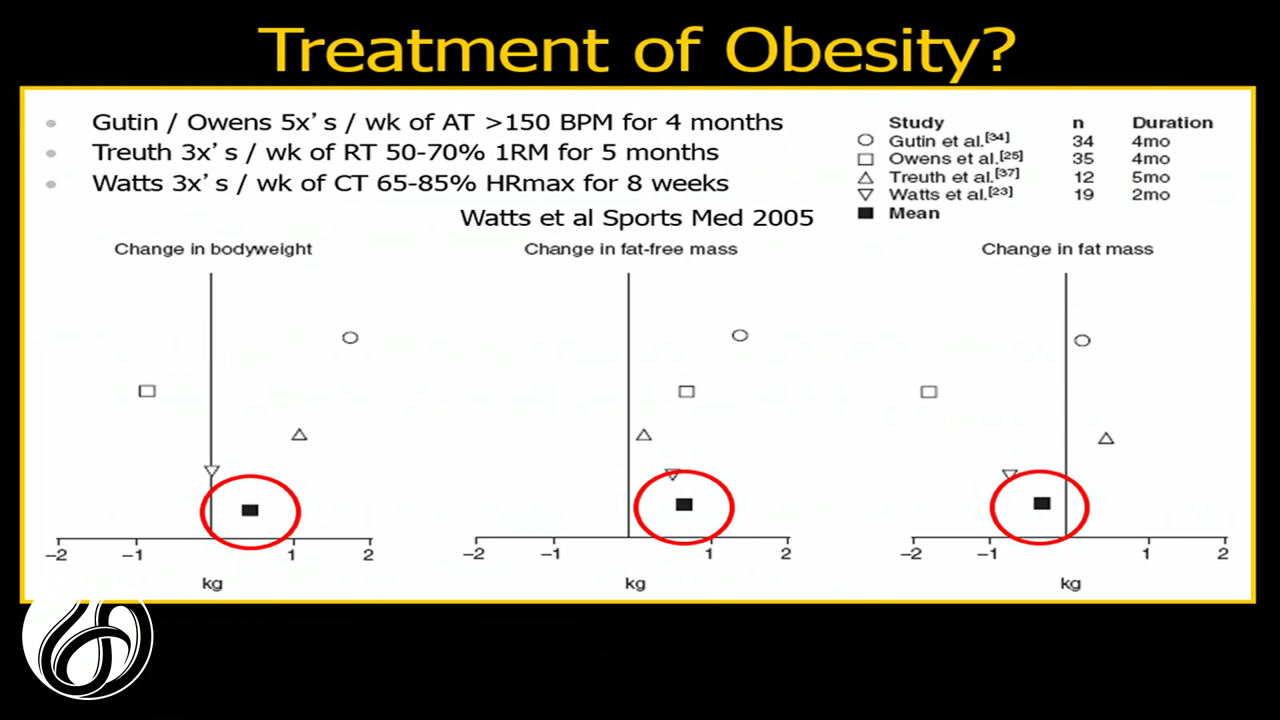 Treatment of Obesity?
Gutin / Owens 5x's / wk of AT >150 BPM for 4 months
Treuth 3x's / wk of RT 50-70% 1RM for 5 months
Watts 3x's / wk of CT 65-85% HRmax for 8 weeks
Watts et al Sports Med 2005
Study n Duration
Gutin et al.[34] 34 4mo
Owens et al.[25] 35 4mo
Treuth et al.[37] 12 5mo
Watts et al.[23] 19 2mo
Mean
Change in bodyweight
–2 –1 1 2
kg
Change in fat-free mass
–2 –1 1 2
kg
Change in fat mass
–2 –1 1 2
kg